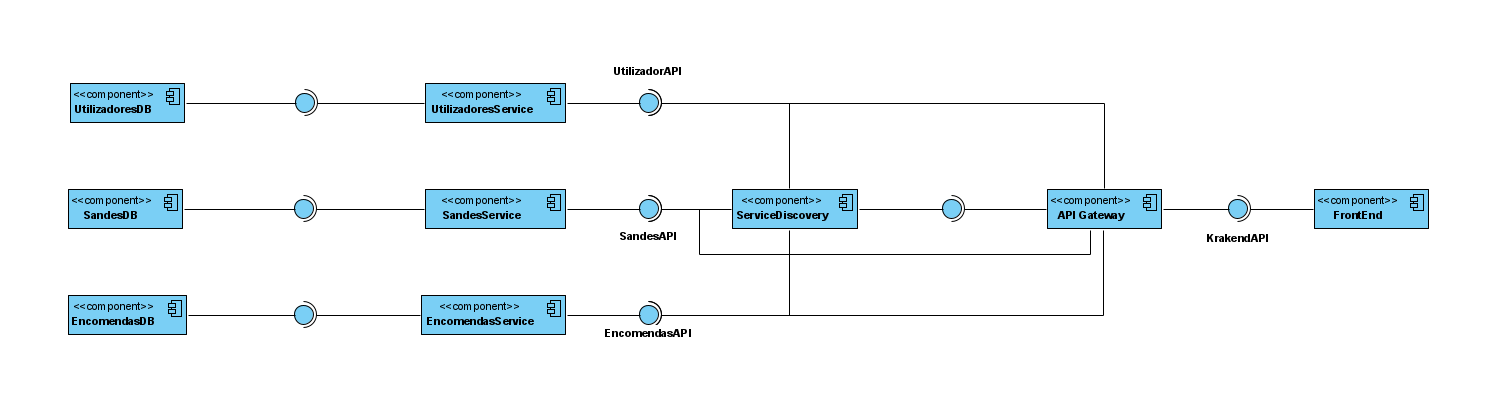 UtilizadorAPI
<<component>>
UtilizadoresDB
<<component>>
UtilizadoresService
<<component>>
SandesDB
<<component>>
SandesService
SandesAPI
<<component>>
ServiceDiscovery
<<component>>
API Gateway
KrakendAPI
<<component>>
FrontEnd
<<component>>
EncomendasDB
<<component>>
EncomendasService
EncomendasAPI